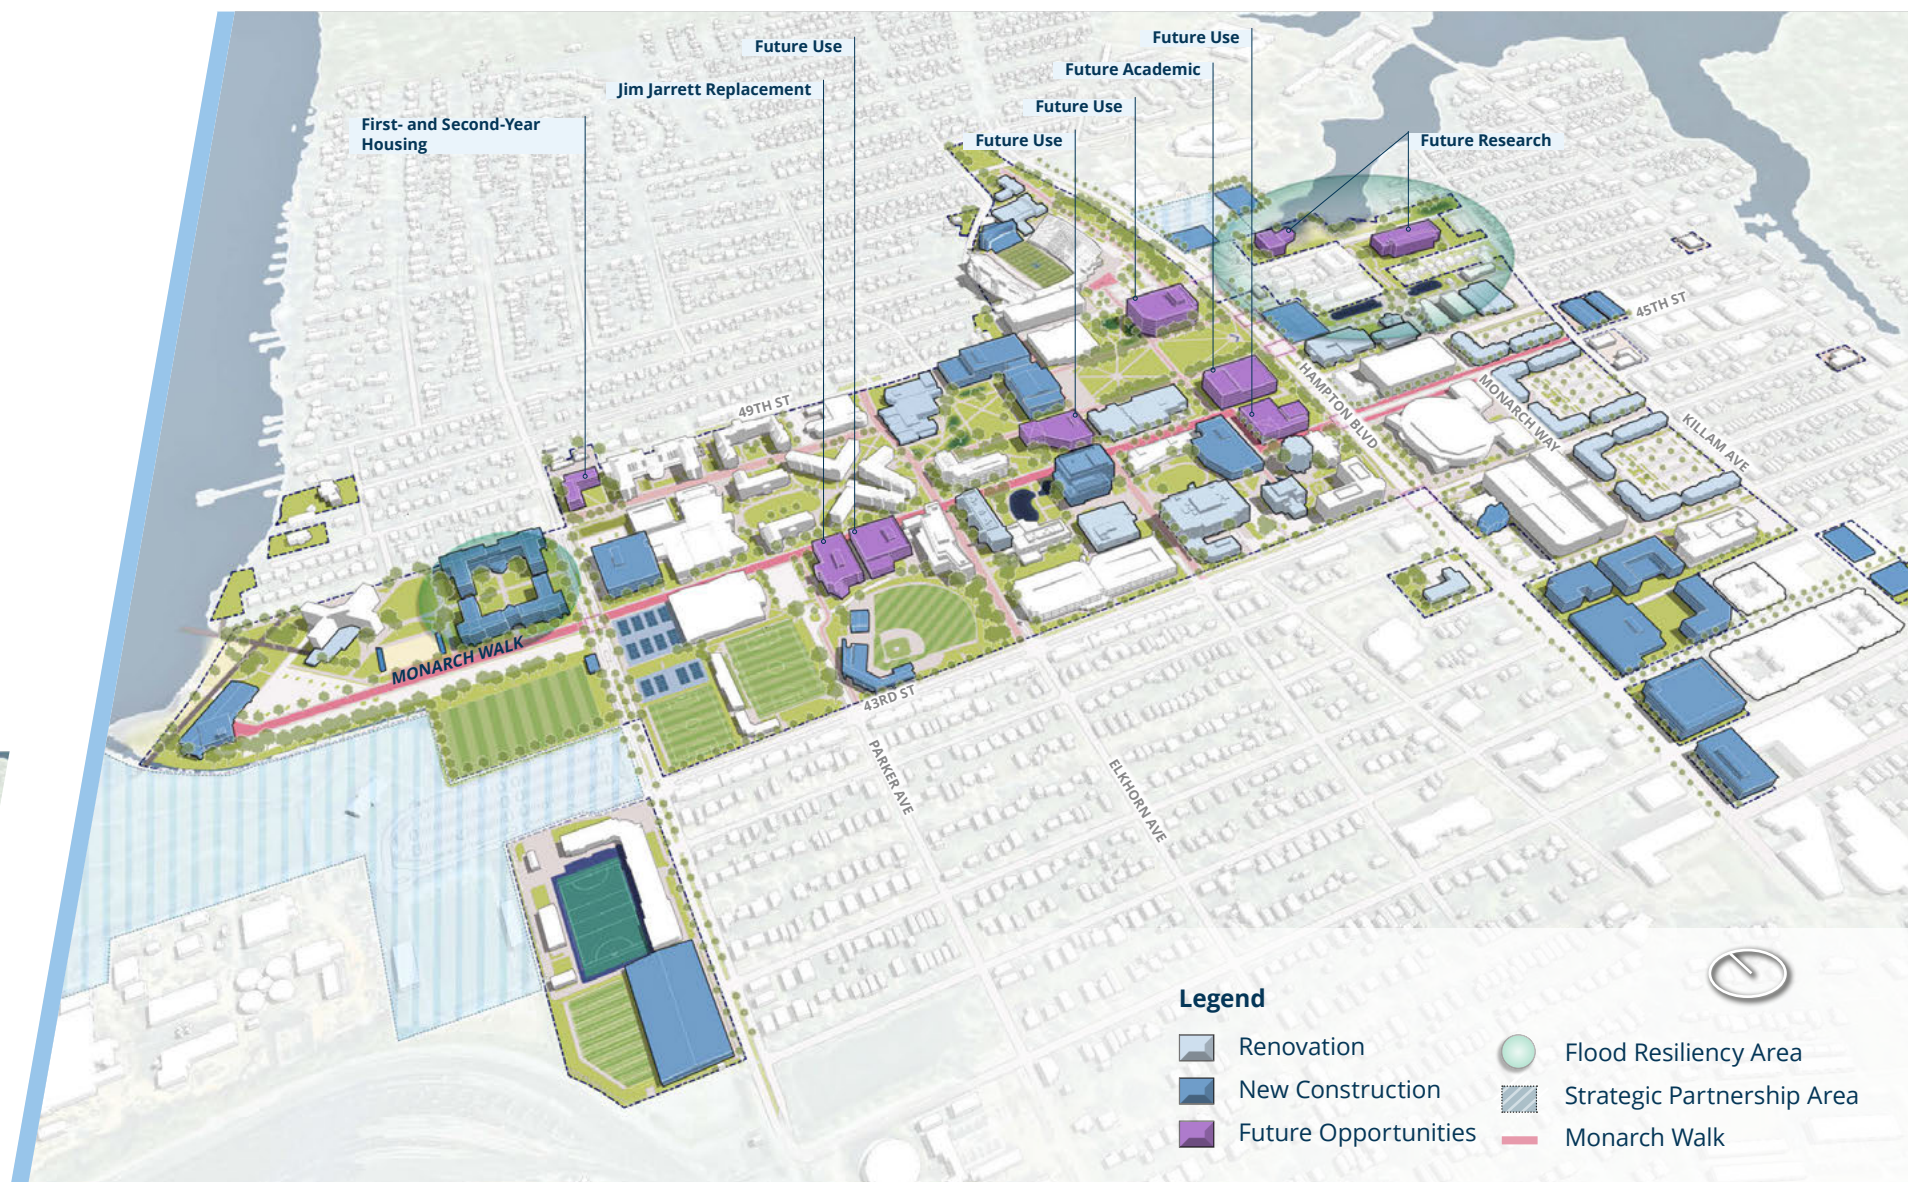 Future Use
Future Use
Future Academic
Jim Jarrett Replacement
Future Use
First- and Second-Year
Housing
Future Use
Future Research
45TH ST
49TH ST
HAMPTON BLVD
MONARCH WAY
KILLAM AVE
MONARCH WALK
43RD ST
PARKER AVE
ELKHORN AVE
Legend
Renovation
New Construction
Future Opportunities
Flood Resiliency Area
Strategic Partnership Area
Monarch Walk